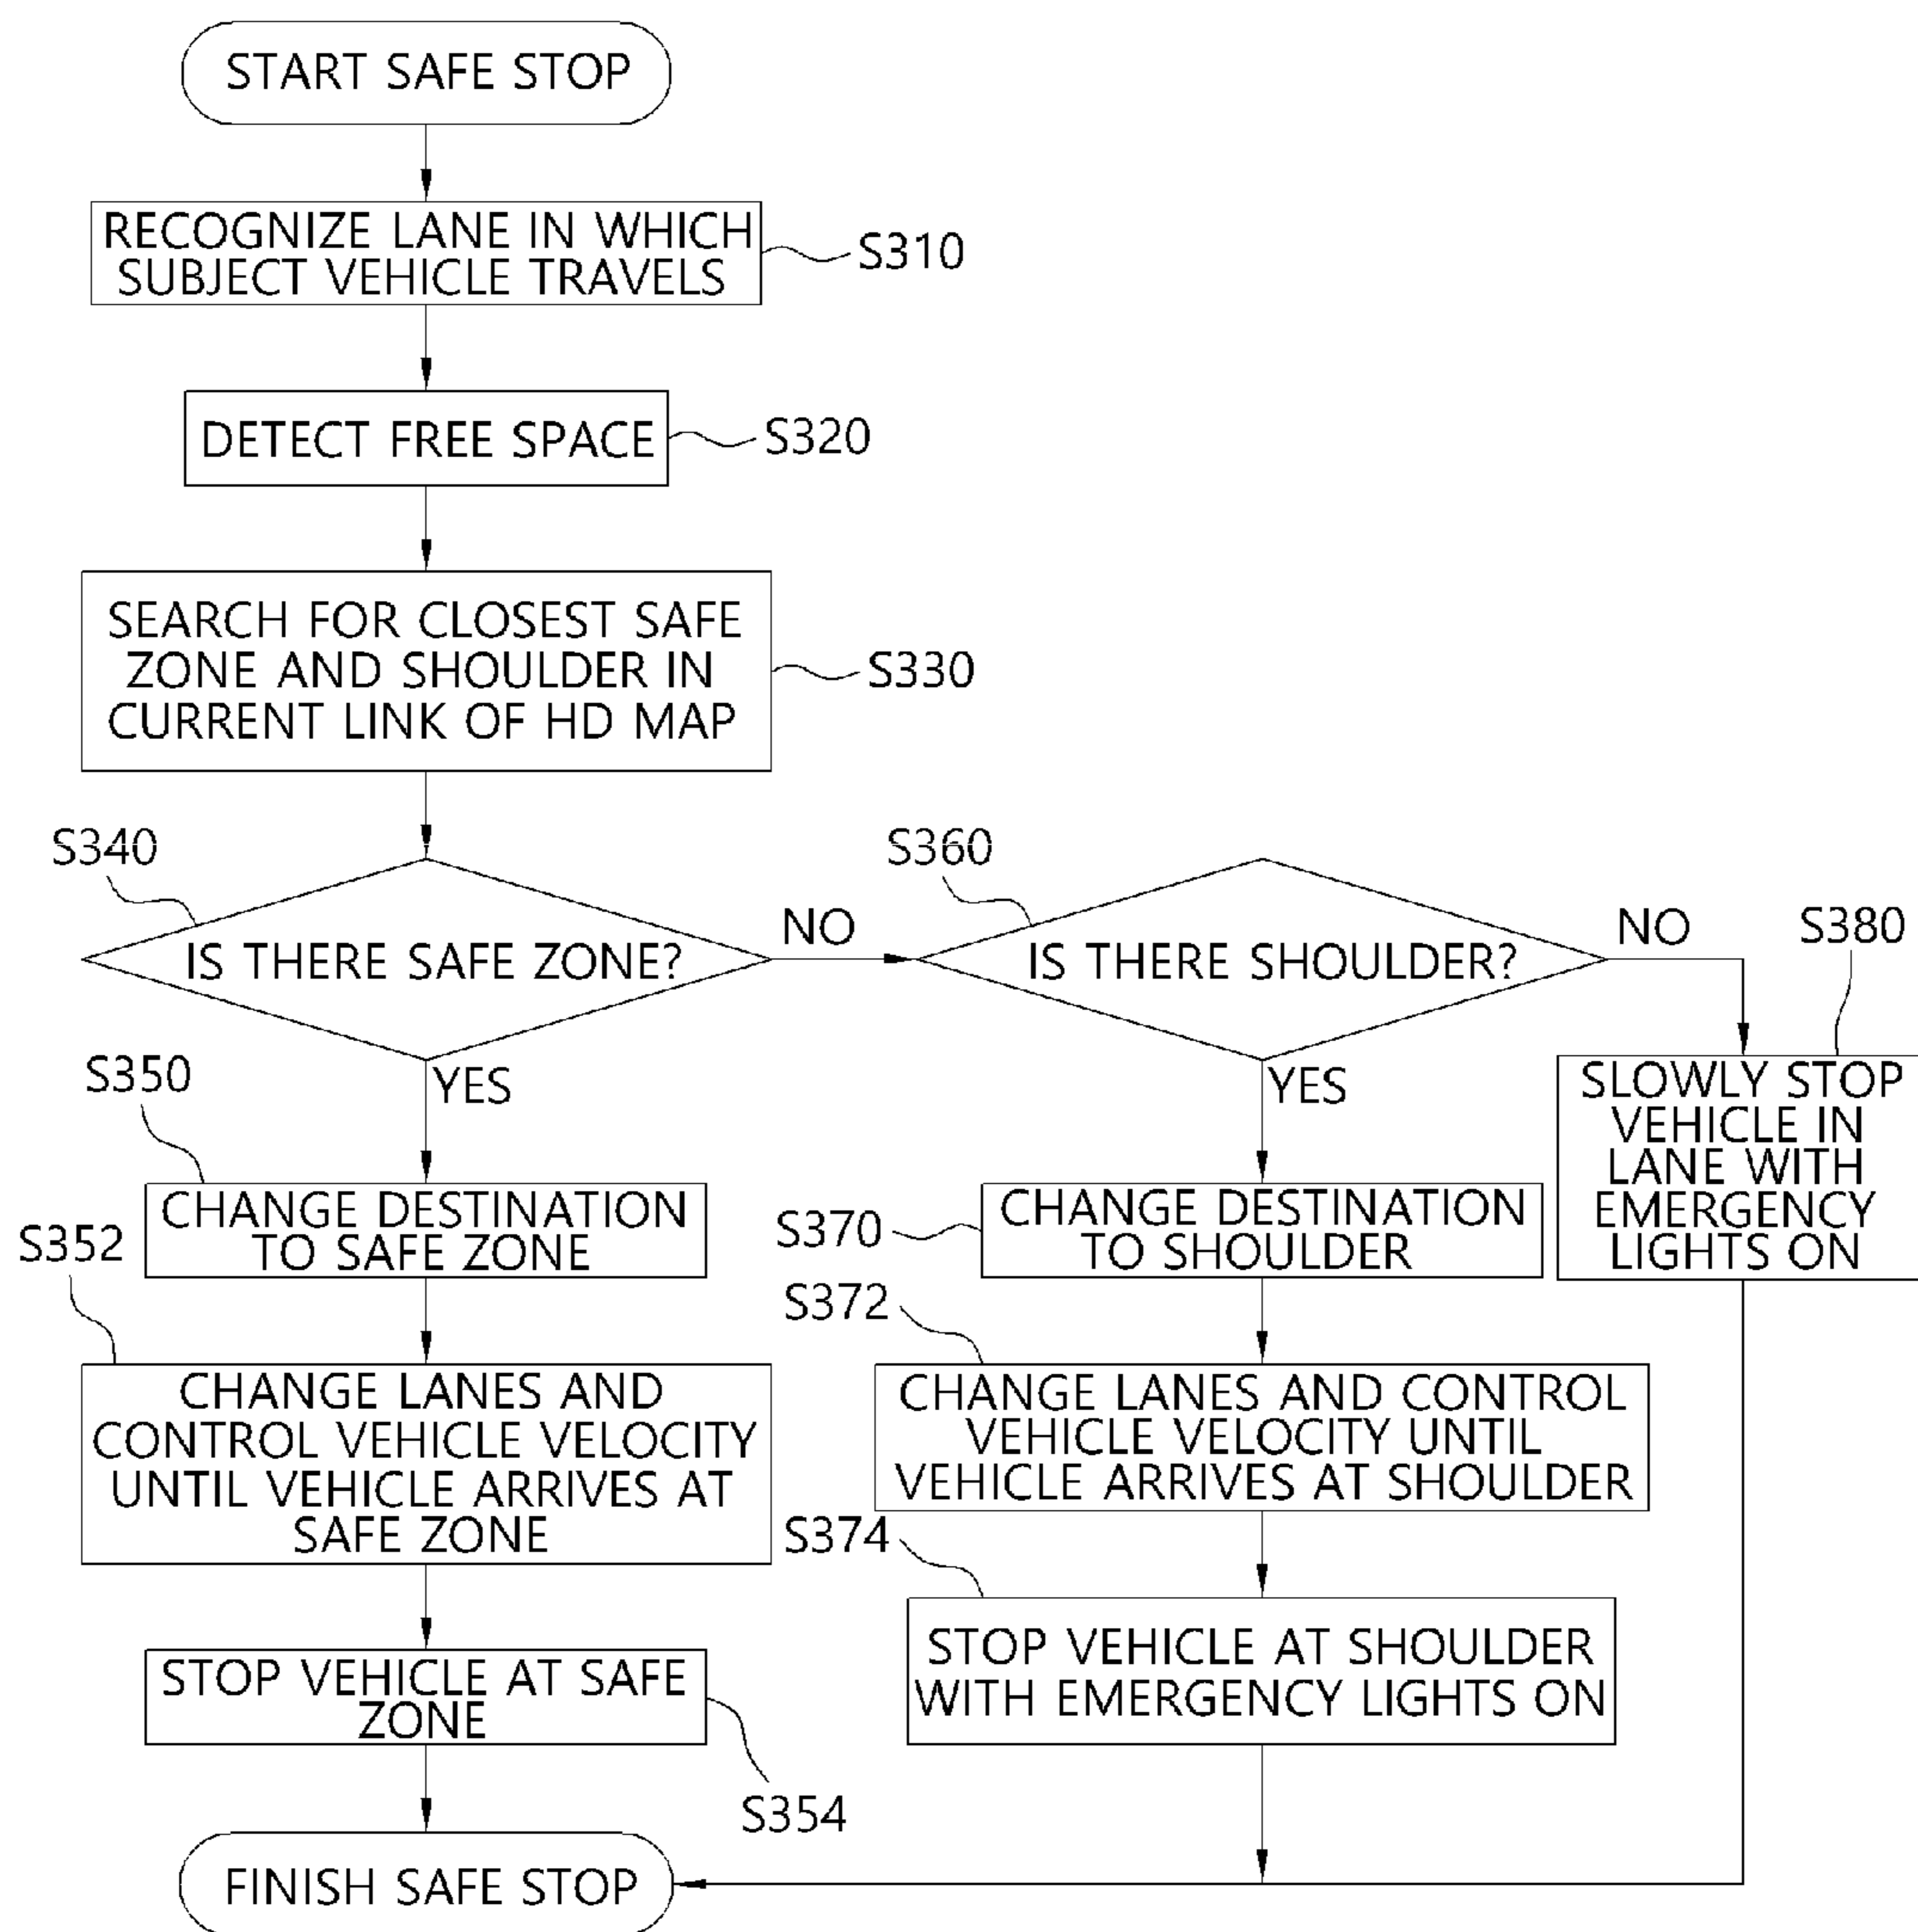 START SAFE STOP
RECOGNIZE LANE IN WHICH
SUBJECT VEHICLE TRAVELS
S310
DETECT FREE SPACE
S320
SEARCH FOR CLOSEST SAFE
ZONE AND SHOULDER IN
CURRENT LINK OF HD MAP
S330
S340
IS THERE SAFE ZONE?
NO
YES
S360
IS THERE SHOULDER?
NO
YES
S380
SLOWLY STOP
VEHICLE IN
LANE WITH
EMERGENCY
LIGHTS ON
S350
CHANGE DESTINATION
TO SAFE ZONE
S370
CHANGE DESTINATION
TO SHOULDER
S352
CHANGE LANES AND
CONTROL VEHICLE VELOCITY
UNTIL VEHICLE ARRIVES AT
SAFE ZONE
S372
CHANGE LANES AND CONTROL
VEHICLE VELOCITY UNTIL
VEHICLE ARRIVES AT SHOULDER
S374
STOP VEHICLE AT SHOULDER
WITH EMERGENCY LIGHTS ON
STOP VEHICLE AT SAFE
ZONE
S354
FINISH SAFE STOP